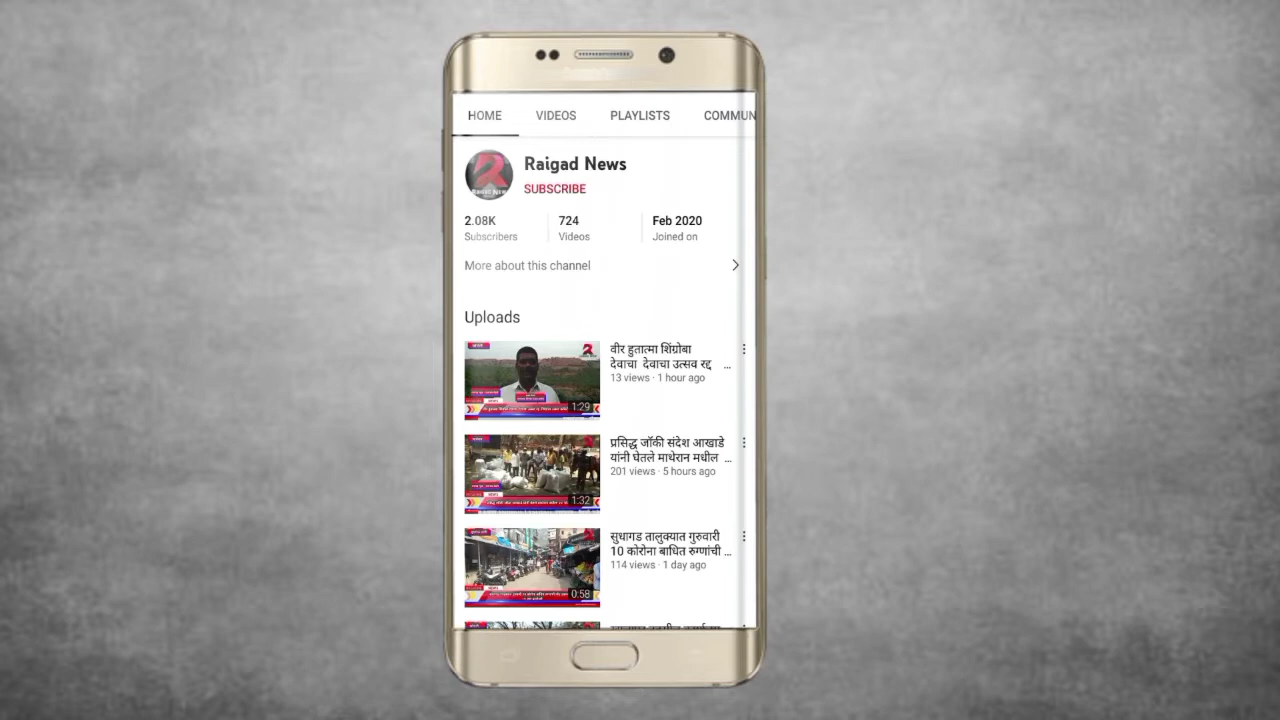 HOME VIDEOS PLAYLISTS COMMUN
Raigad News
SUBSCRIBE
2.08K 724 Feb 2020
Subscribers Videos Joined on
More about this channel
Uploads
वीर हुतात्मा शिंग्रोबा
देवाचा देवाचा उत्सव रद्द ...
13 views · 1 hour ago
1:29
प्रसिद्ध जॉकी संदेश आखाडे
यांनी घेतले माथेरान मधील ...
201 views · 5 hours ago
1:32
सुधागड तालुक्यात गुरुवारी
10 कोरोना बाधित रुग्णांची ...
114 views · 1 day ago
0:58